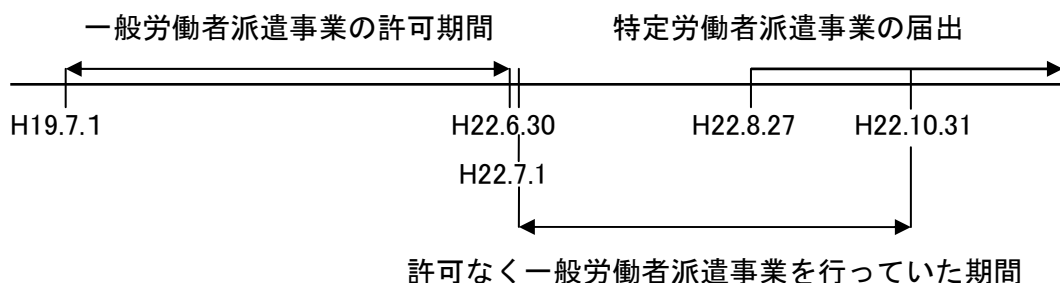 一般労働者派遣事業の許可期間 特定労働者派遣事業の届出
H19.7.1 H22.6.30 H22.8.27 H22.10.31
H22.7.1
許可なく一般労働者派遣事業を行っていた期間